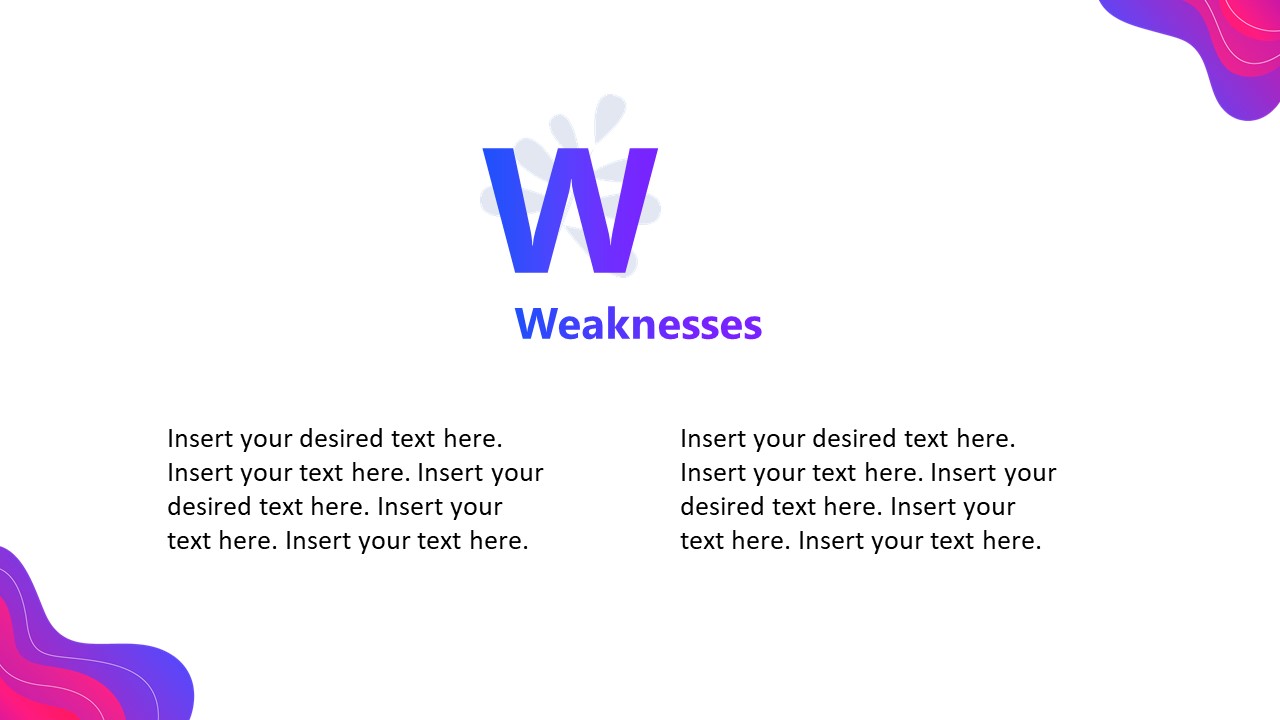 W
Weaknesses
Insert your desired text here.
Insert your text here. Insert your
desired text here. Insert your
text here. Insert your text here.
Insert your desired text here.
Insert your text here. Insert your
desired text here. Insert your
text here. Insert your text here.